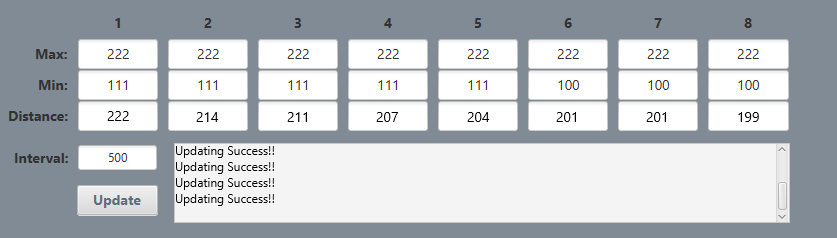 1 2 3 4 5 6 7 8
Max: 222 222 222 222 222 222 222 222
Min: 111 111 111 111 111 100 100 100
Distance: 222 214 211 207 204 201 201 199
Interval: 500
Updating Success!!
Updating Success!!
Updating Success!!
Updating Success!!
Update